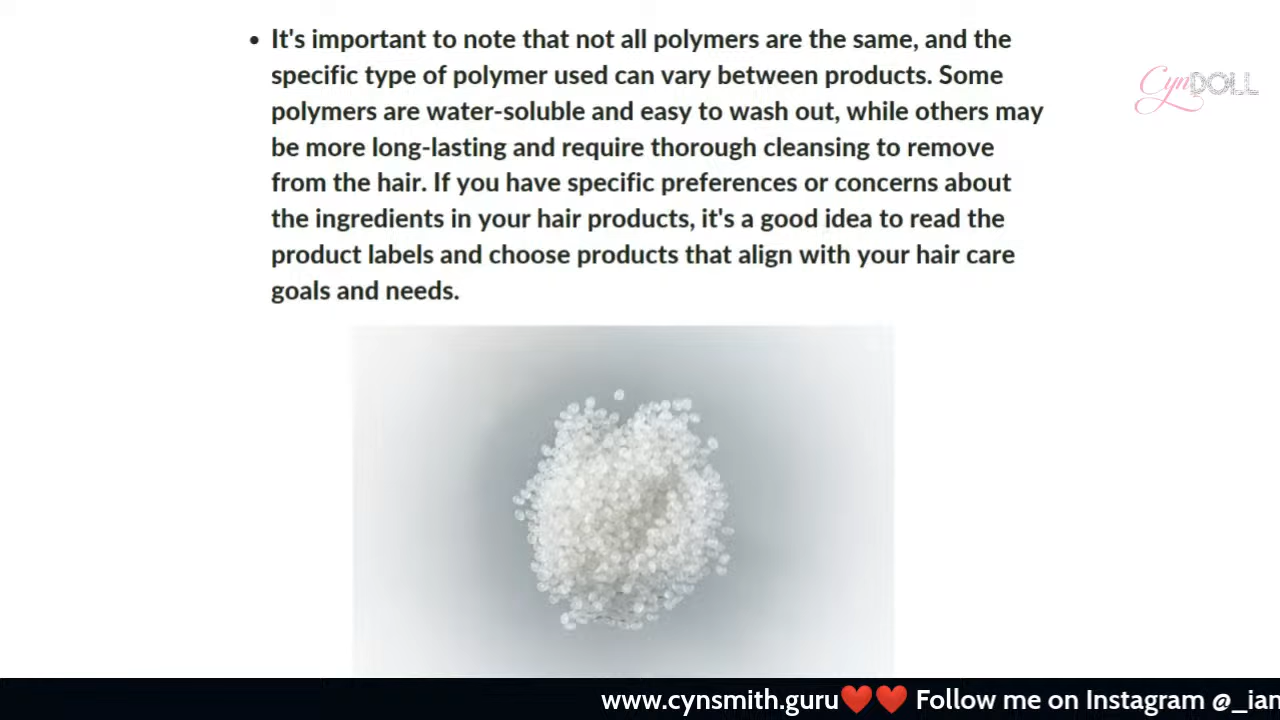 It's important to note that not all polymers are the same, and the
specific type of polymer used can vary between products. Some
polymers are water-soluble and easy to wash out, while others may
be more long-lasting and require thorough cleansing to remove
from the hair. If you have specific preferences or concerns about
the ingredients in your hair products, it's a good idea to read the
product labels and choose products that align with your hair care
goals and needs.
CynDOLL
www.cynsmith.guru❤️❤️ Follow me on Instagram @_ian